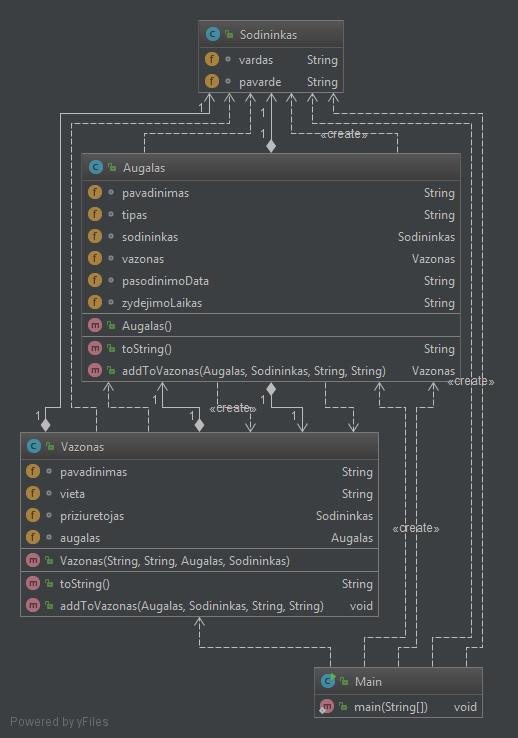 Sodininkas
vardas String
pavarde String
1 1
«create»
1
Augalas
pavadinimas String
tipas String
sodininkas Sodininkas
vazonas Vazonas
pasodinimoData String
zydejimoLaikas String
Augalas()
toString() String
addToVazonas(Augalas, Sodininkas, String, String) Vazonas
«create»
1 1 «create» 1
1 1 1
Vazonas
pavadinimas String
vieta String
priziuretojas Sodininkas
augalas Augalas
«create»
Vazonas(String, String, Augalas, Sodininkas)
toString() String
addToVazonas(Augalas, Sodininkas, String, String) void
Main
main(String[]) void
Powered by yFiles